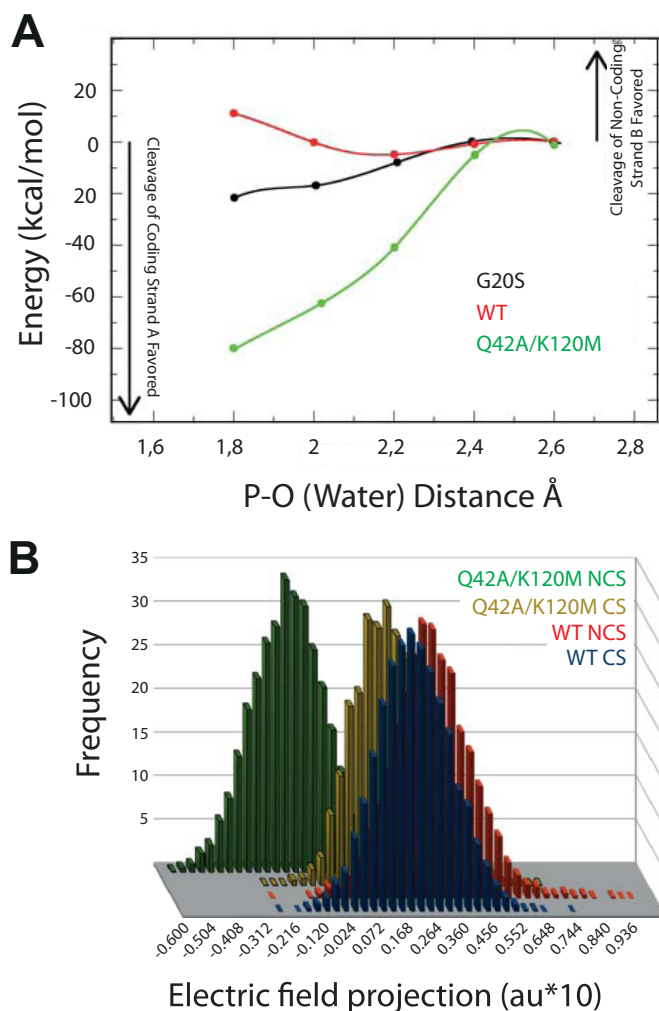 A
Energy (kcal/mol)
20
0
20
-40
-60
-80
-100
Cleavage of Coding
Strand A Favored
Cleavage of Non-Coding
Strand B Favored
G20S
WT
Q42A/K120M
1,6
1,8
2
2,2
2,4
2,6
2,8
P-O (Water) Distance Å
B
Frequency
35
30
25
20
15
10
5
Q42A/K120M NCS
Q42A/K120M CS
WT NCS
WT CS
-0.600
-0.504
-0.408
-0.312
-0.216
-0.120
-0.024
0.072
0.168
0.264
0.360
0.456
0.552
0.648
0.744
0.840
0.936
Electric field projection (au*10)